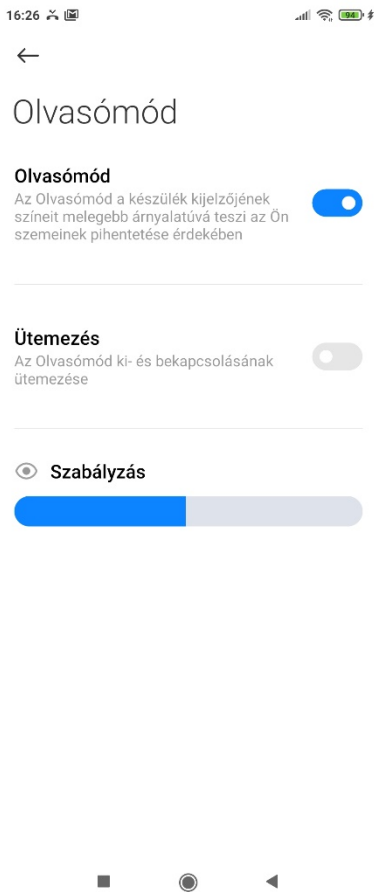 16:26
94
Olvasómód
Olvasómód
Az Olvasómód a készülék kijelzőjének
színeit melegebb árnyalatúvá teszi az Ön
szemeinek pihentetése érdekében
Ütemezés
Az Olvasómód ki- és bekapcsolásának
ütemezése
Szabályzás